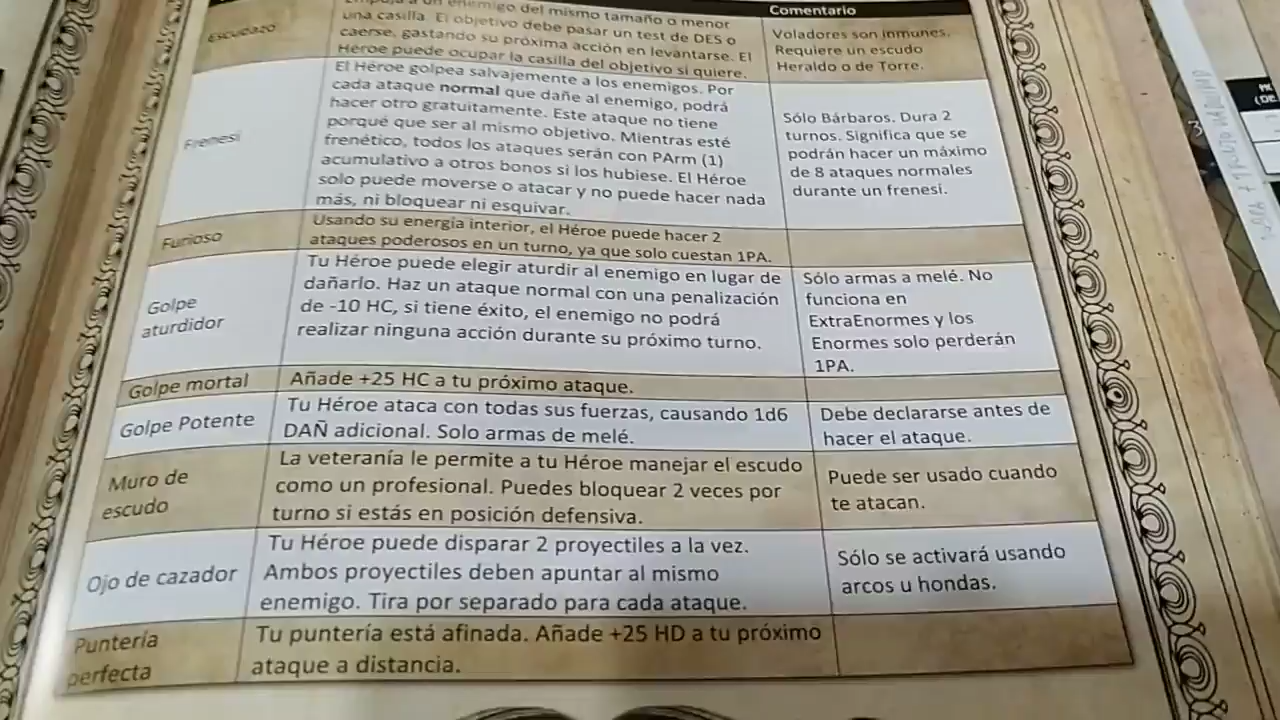 Comentario
Escudazo
enemigo del mismo tamaño o menor
una casilla. El objetivo debe pasar un test de DES o
caerse, gastando su próxima acción en levantarse. El
Héroe puede ocupar la casilla del objetivo si quiere.
Voladores son inmunes.
Requiere un escudo
Heraldo o de Torre.
Frenesí
El Héroe golpea salvajemente a los enemigos. Por
cada ataque normal que dañe al enemigo, podrá
hacer otro gratuitamente. Este ataque no tiene
porqué que ser al mismo objetivo. Mientras esté
frenético, todos los ataques serán con PArm (1)
acumulativo a otros bonos si los hubiese. El Héroe
solo puede moverse o atacar y no puede hacer nada
más, ni bloquear ni esquivar.
Sólo Bárbaros. Dura 2
turnos. Significa que se
podrán hacer un máximo
de 8 ataques normales
durante un frenesí.
Furioso
Usando su energía interior, el Héroe puede hacer 2
ataques poderosos en un turno, ya que solo cuestan 1PA.
Golpe
aturdidor
Tu Héroe puede elegir aturdir al enemigo en lugar de
dañarlo. Haz un ataque normal con una penalización
de -10 HC, si tiene éxito, el enemigo no podrá
realizar ninguna acción durante su próximo turno.
Sólo armas a melé. No
funciona en
ExtraEnormes y los
Enormes solo perderán
1PA.
Golpe mortal
Añade +25 HC a tu próximo ataque.
Golpe Potente
Tu Héroe ataca con todas sus fuerzas, causando 1d6
DAÑ adicional. Solo armas de melé.
Debe declararse antes de
hacer el ataque.
Muro de
escudo
La veteranía le permite a tu Héroe manejar el escudo
como un profesional. Puedes bloquear 2 veces por
turno si estás en posición defensiva.
Puede ser usado cuando
te atacan.
Ojo de cazador
Tu Héroe puede disparar 2 proyectiles a la vez.
Ambos proyectiles deben apuntar al mismo
enemigo. Tira por separado para cada ataque.
Sólo se activará usando
arcos u hondas.
Puntería
perfecta
Tu puntería está afinada. Añade +25 HD a tu próximo
ataque a distancia.